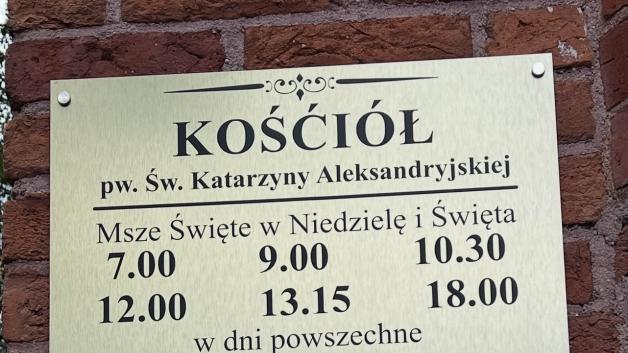 KOŚĆIÓŁ
pw. Św. Katarzyny Aleksandryjskiej
Msze Święte w Niedzielę i Święta
7.00 9.00 10.30
12.00 13.15 18.00
w dni powszechne